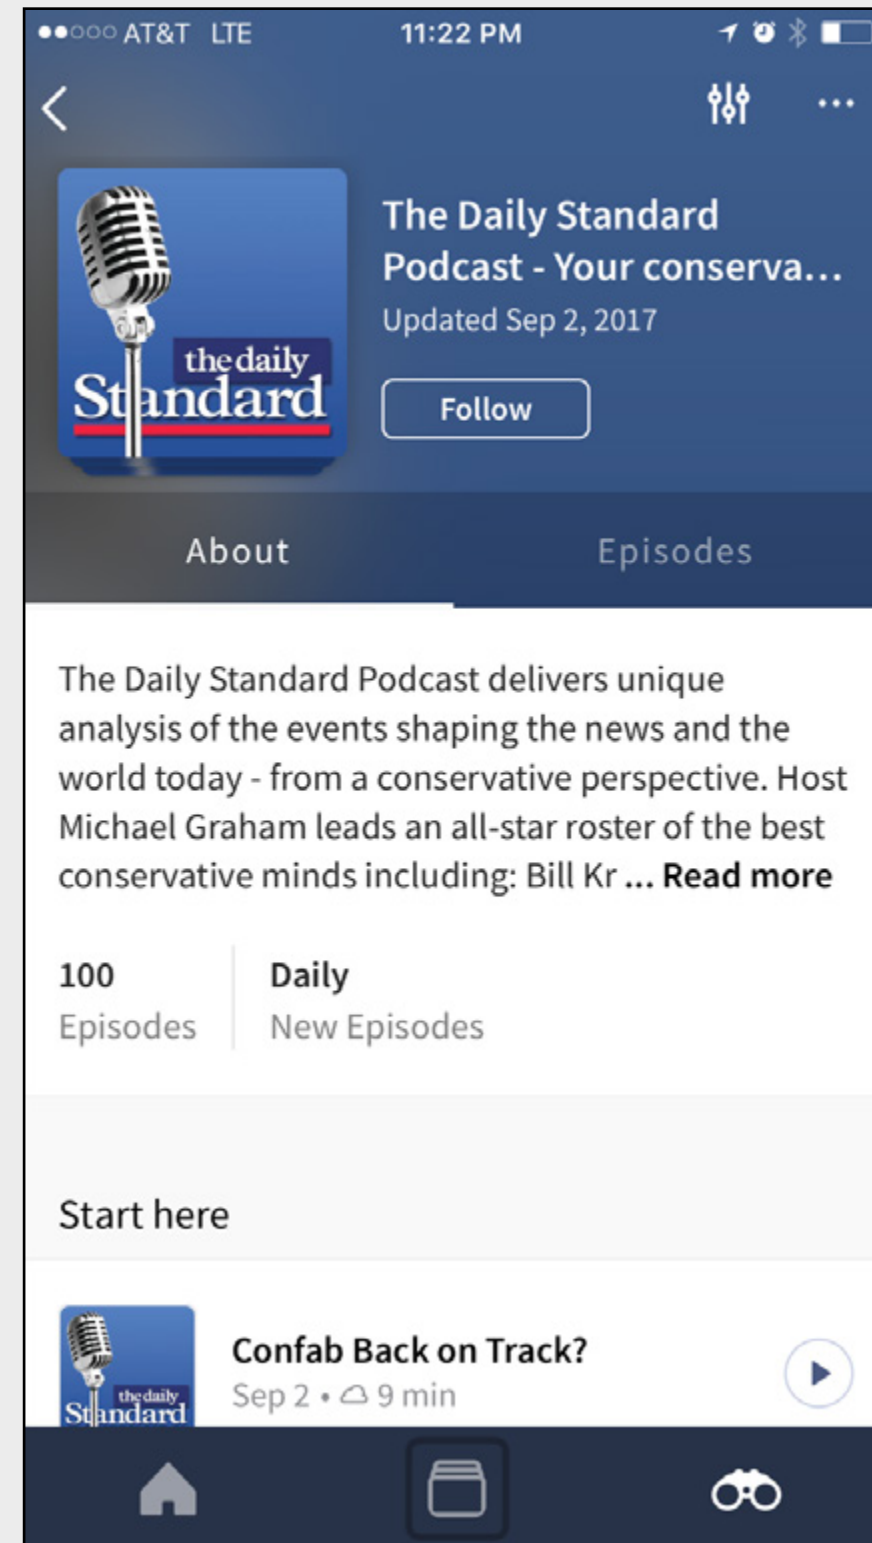 AT&T LTE 11:22 PM
The Daily Standard
Podcast - Your conserva...
Updated Sep 2, 2017
the daily
Standard
Follow
About Episodes
The Daily Standard Podcast delivers unique
analysis of the events shaping the news and the
world today - from a conservative perspective. Host
Michael Graham leads an all-star roster of the best
conservative minds including: Bill Kr ... Read more
100 Daily
Episodes New Episodes
Start here
Confab Back on Track?
Sep 2 • 9 min
the daily
Standard